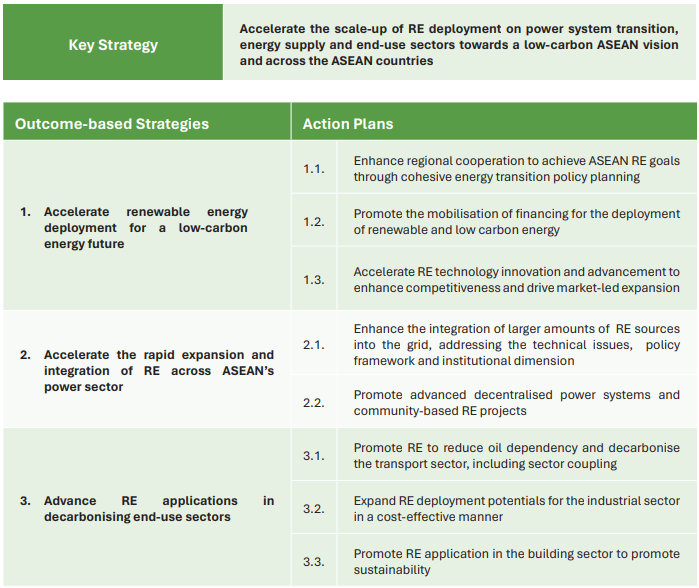 Key Strategy
Accelerate the scale-up of RE deployment on power system transition,
energy supply and end-use sectors towards a low-carbon ASEAN vision
and across the ASEAN countries
Outcome-based Strategies
Action Plans
1. Accelerate renewable energy
deployment for a low-carbon
energy future
1.1. Enhance regional cooperation to achieve ASEAN RE goals
through cohesive energy transition policy planning
1.2. Promote the mobilisation of financing for the deployment
of renewable and low carbon energy
1.3. Accelerate RE technology innovation and advancement to
enhance competitiveness and drive market-led expansion
2. Accelerate the rapid expansion and
integration of RE across ASEAN’s
power sector
2.1. Enhance the integration of larger amounts of RE sources
into the grid, addressing the technical issues, policy
framework and institutional dimension
2.2. Promote advanced decentralised power systems and
community-based RE projects
3. Advance RE applications in
decarbonising end-use sectors
3.1. Promote RE to reduce oil dependency and decarbonise
the transport sector, including sector coupling
3.2. Expand RE deployment potentials for the industrial sector
in a cost-effective manner
3.3. Promote RE application in the building sector to promote
sustainability